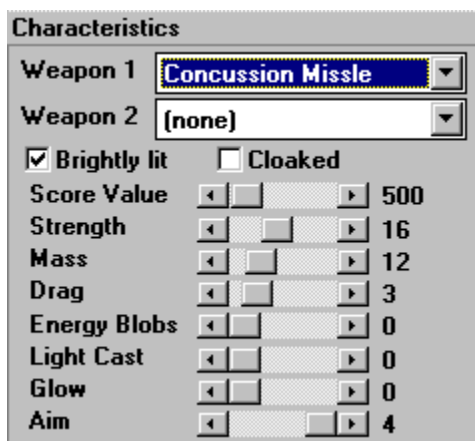 Characteristics
Weapon 1 Concussion Missle
Weapon 2 (none)
Brightly lit Cloaked
Score Value 500
Strength 16
Mass 12
Drag 3
Energy Blobs 0
Light Cast 0
Glow 0
Aim 4